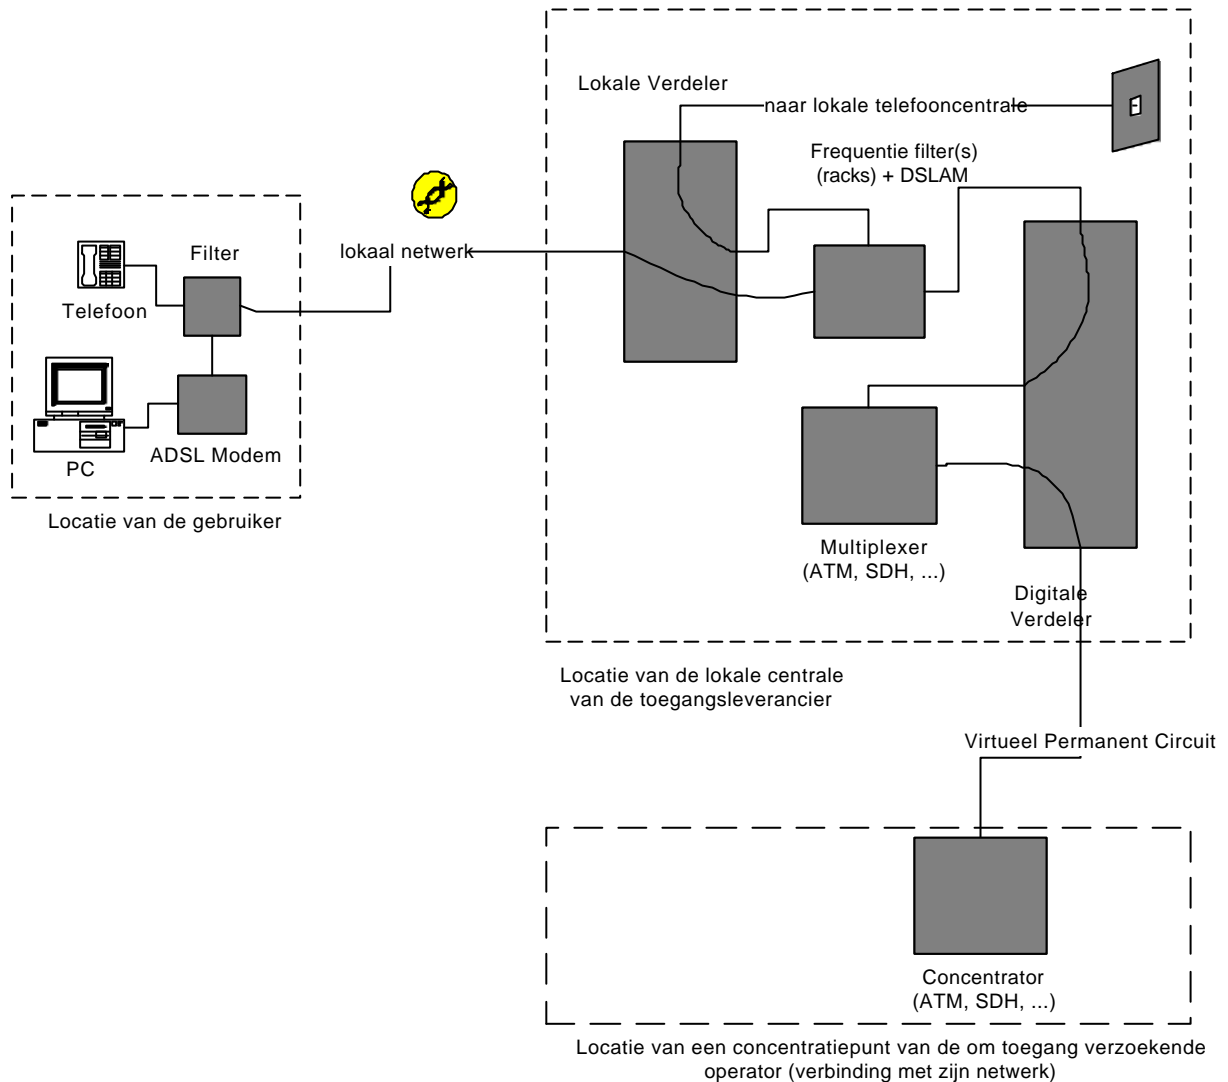 Lokale Verdeler
naar lokale telefooncentrale
Frequentie filter(s)
(racks) + DSLAM
Filter
lokaal netwerk
Telefoon
PC
ADSL Modem
Locatie van de gebruiker
Multiplexer
(ATM, SDH, ...)
Digitale
Verdeler
Locatie van de lokale centrale
van de toegangsleverancier
Virtueel Permanent Circuit
Concentrator
(ATM, SDH, ...)
Locatie van een concentratiepunt van de om toegang verzoekende
operator (verbinding met zijn netwerk)